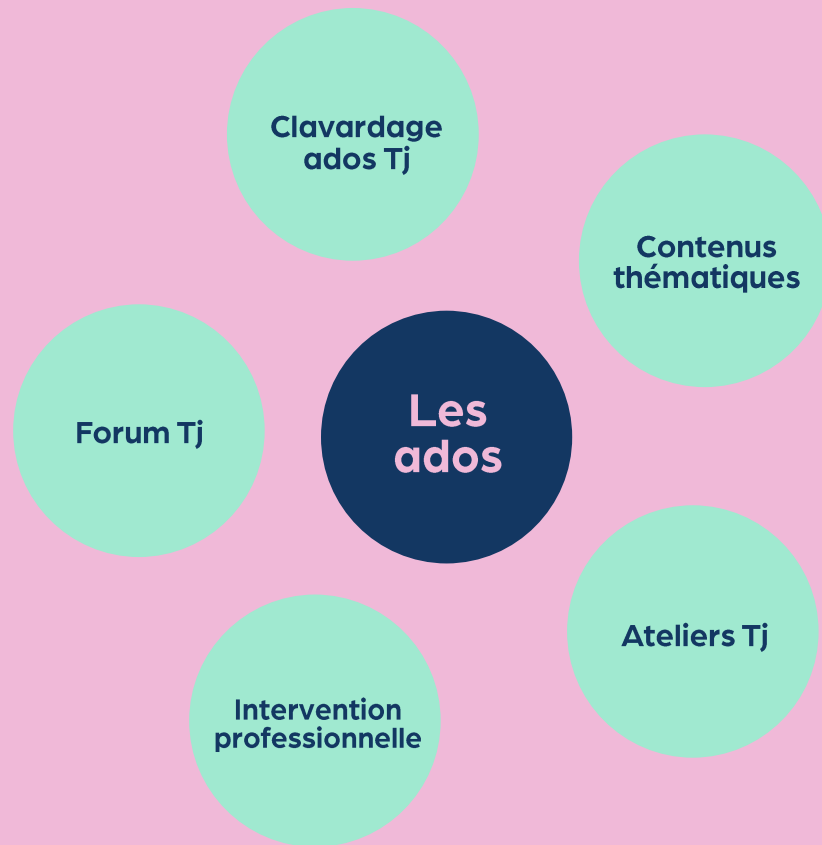 Clavardage
ados Tj
Contenus
thématiques
Les
ados
Forum Tj
Ateliers Tj
Intervention
professionnelle